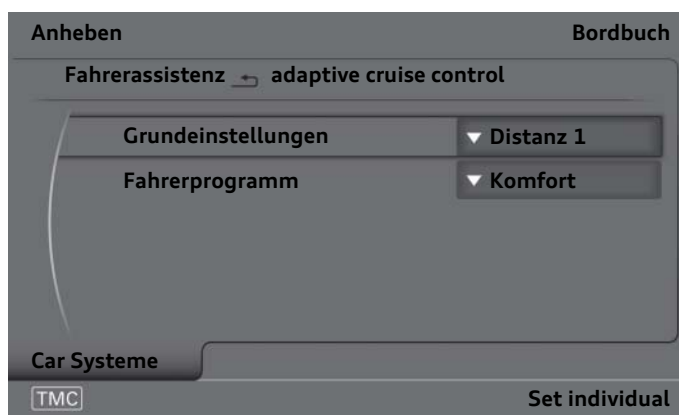 Anheben Bordbuch
Fahrerassistenz adaptive cruise control
Grundeinstellungen Distanz 1
Fahrerprogramm Komfort
Car Systeme
TMC Set individual